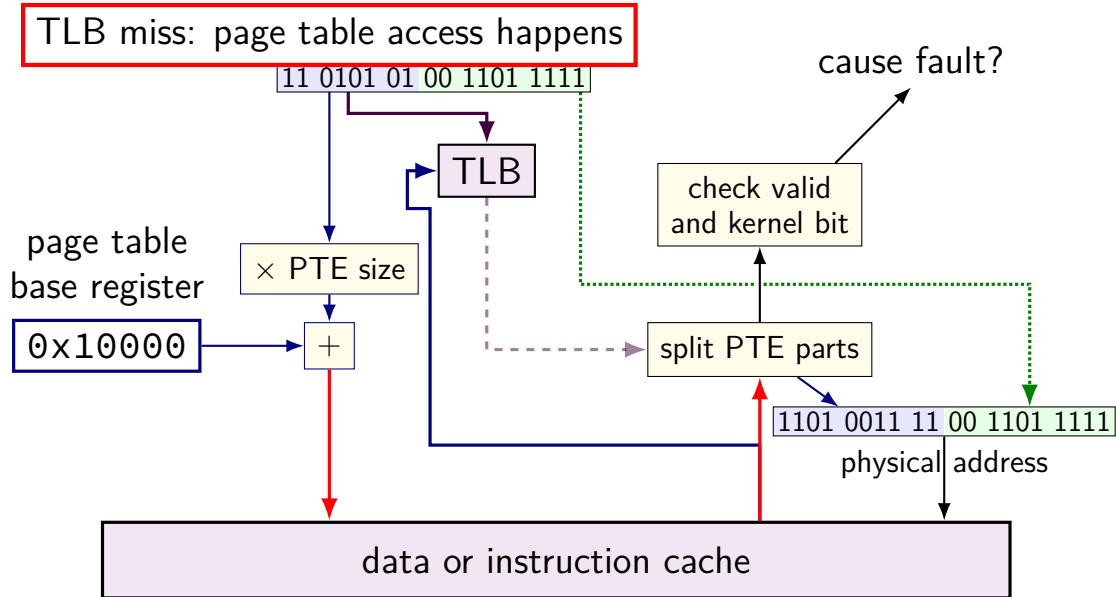 TLB miss: page table access happens
11 0101 01 00 1101 1111
cause fault?
TLB
check valid
and kernel bit
page table
base register
× PTE size
0x10000
+
split PTE parts
1101 0011 11 00 1101 1111
physical address
data or instruction cache